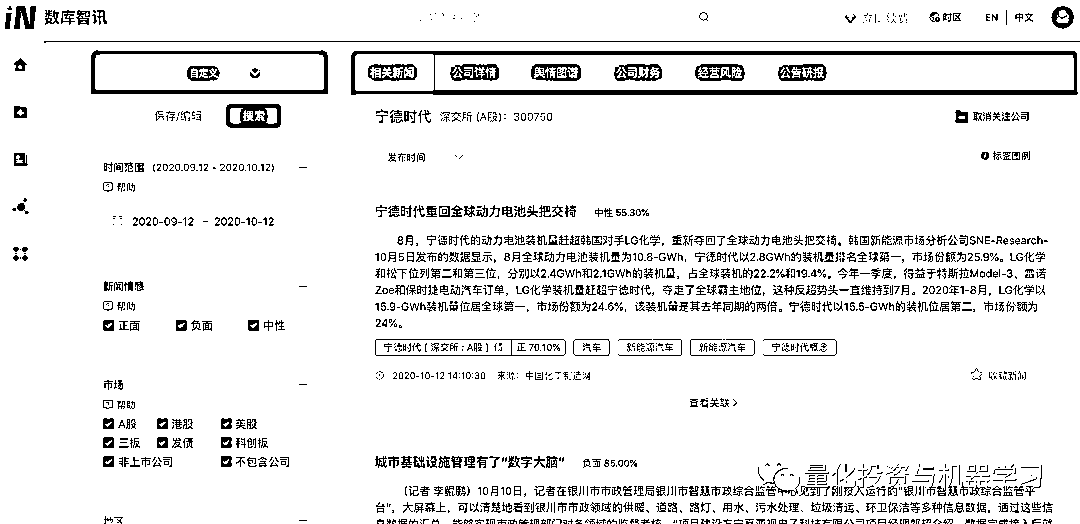 iN 数库智讯
时区 EN 中文
自定义
保存/编辑 搜索
时间范围 (2020.09.12 - 2020.10.12)
帮助
2020-09-12 - 2020-10-12
新闻情感
帮助
正面 负面 中性
市场
帮助
A股 港股 美股
三板 发债 科创板
非上市公司 不包含公司
地区
相关新闻 公司详情 舆情图谱 公司财务 经营风险 公告研报
宁德时代 深交所 (A股): 300750 取消关注公司
发布时间 标签图例
宁德时代重回全球动力电池头把交椅 中性 55.30%
8月，宁德时代的动力电池装机量赶超韩国对手LG化学，重新夺回了全球动力电池头把交椅。韩国新能源市场分析公司SNE-Research-
10月5日发布的数据显示，8月全球动力电池装机量为10.8-GWh，宁德时代以2.8GWh的装机量排名全球第一，市场份额为25.9%。LG化学
和松下位列第二和第三位，分别以2.4GWh和2.1GWh的装机量，占全球装机的22.2%和19.4%。今年一季度，得益于特斯拉Model-3、雷诺
Zoe和保时捷电动汽车订单，LG化学装机量赶超宁德时代，夺走了全球霸主地位，这种反超势头一直维持到7月。2020年1-8月，LG化学以
15.9-GWh装机量位居全球第一，市场份额为24.6%，该装机量是其去年同期的两倍。宁德时代以15.5-GWh的装机位居第二，市场份额为
24%。
宁德时代 ( 深交所 : A股 ) 债 正 70.10% 汽车 新能源汽车 新能源汽车 宁德时代概念
2020-10-12 14:10:30 来源: 中国化工制造网 收藏新闻
查看关联 >
城市基础设施管理有了“数字大脑” 负面 85.00%
(记者 李鲲鹏) 10月10日，记者在银川市市政管理局银川市智慧市政综合监管中心见到了刚投入运行的“银川市智慧市政综合监管平
台”，大屏幕上，可以清楚地看到银川市市政领域的供暖、道路、路灯、用水、污水处理、垃圾清运、环卫保洁等多种信息数据，通过这些信
量化投资与机器学习